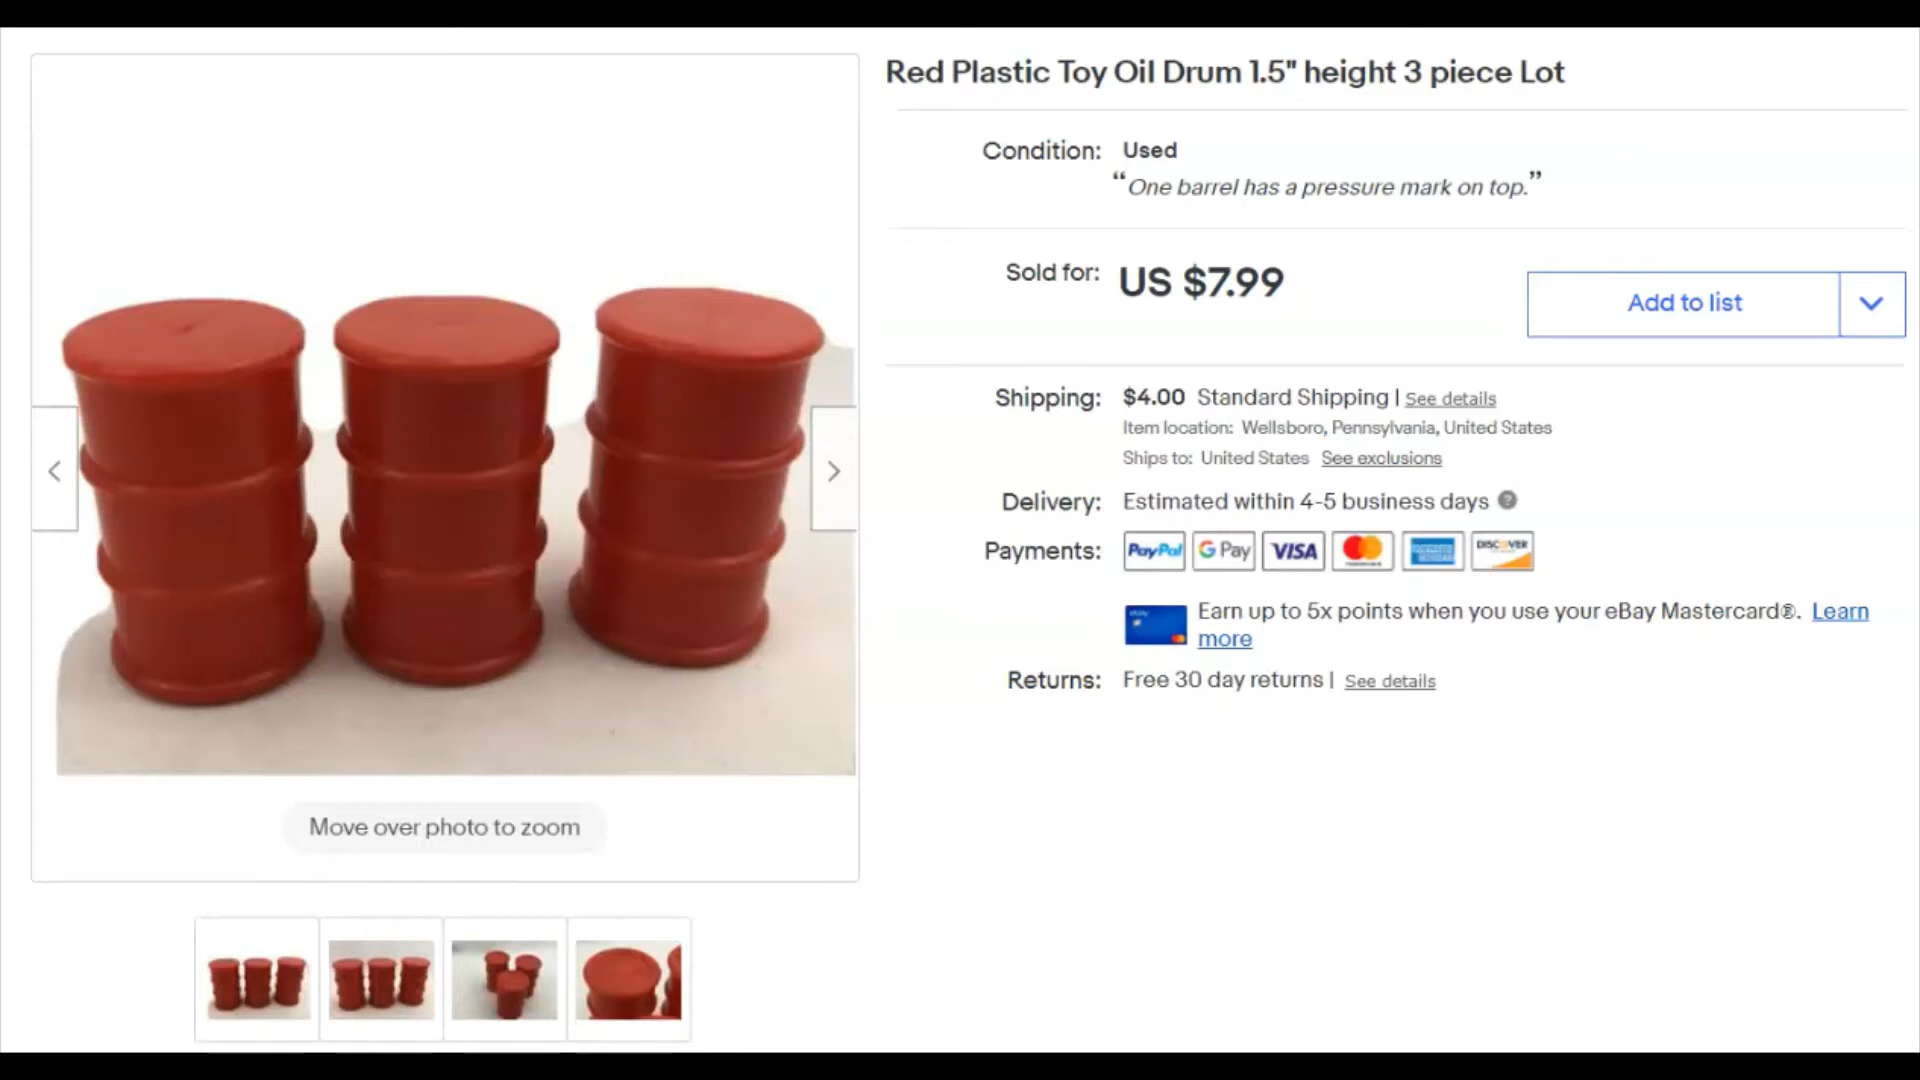 Red Plastic Toy Oil Drum 1.5" height 3 piece Lot
Condition: Used
“One barrel has a pressure mark on top.”
Sold for: US $7.99
Add to list
Shipping: $4.00 Standard Shipping | See details
Item location: Wellsboro, Pennsylvania, United States
Ships to: United States See exclusions
Delivery: Estimated within 4-5 business days ?
Payments: PayPal G Pay VISA DISCOVER
Earn up to 5x points when you use your eBay Mastercard®. Learn
more
Returns: Free 30 day returns | See details
Move over photo to zoom